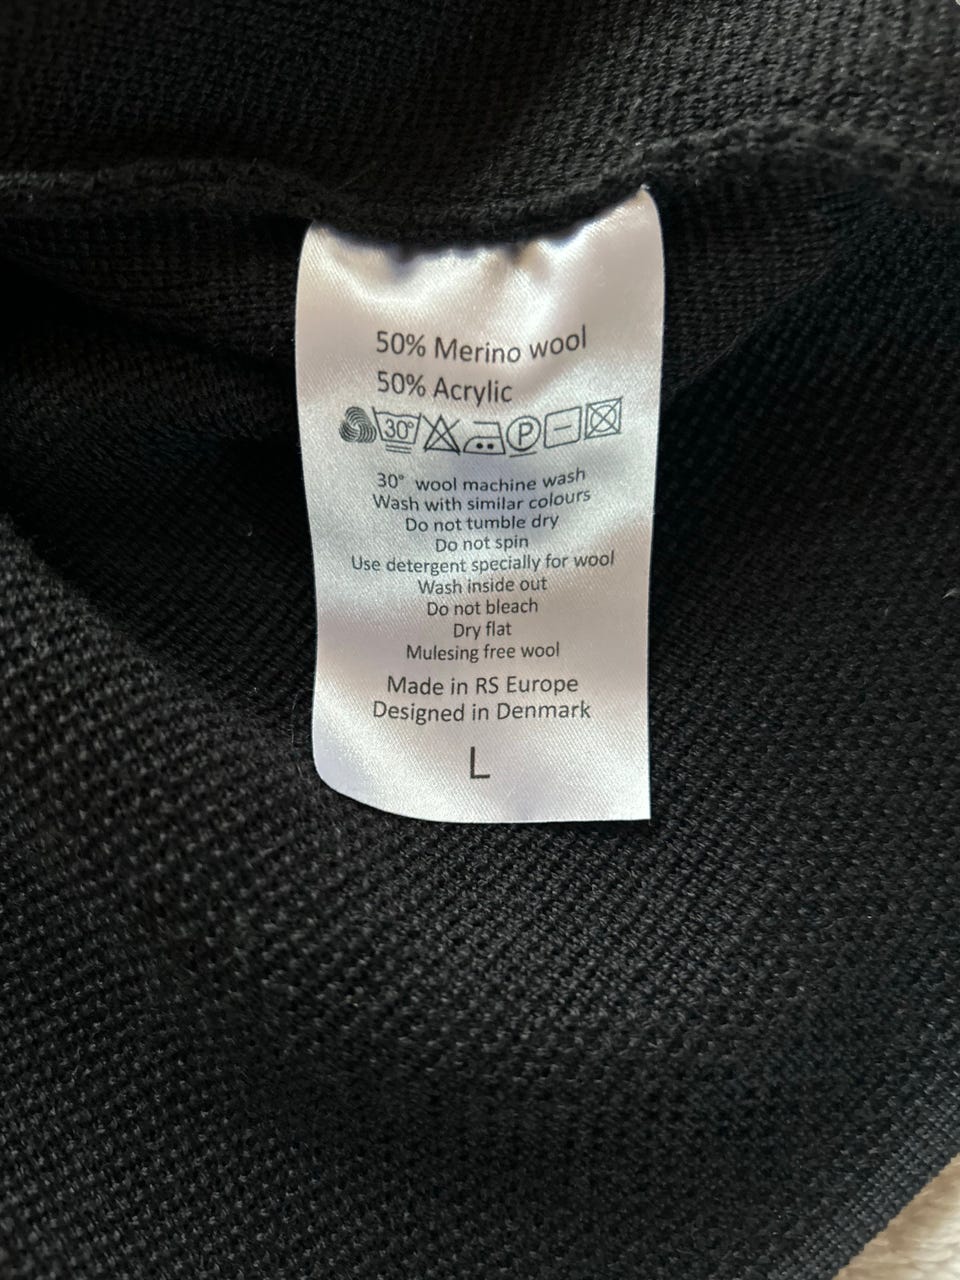 50% Merino wool
50% Acrylic
30° P
30° wool machine wash
Wash with similar colours
Do not tumble dry
Do not spin
Use detergent specially for wool
Wash inside out
Do not bleach
Dry flat
Mulesing free wool
Made in RS Europe
Designed in Denmark
L